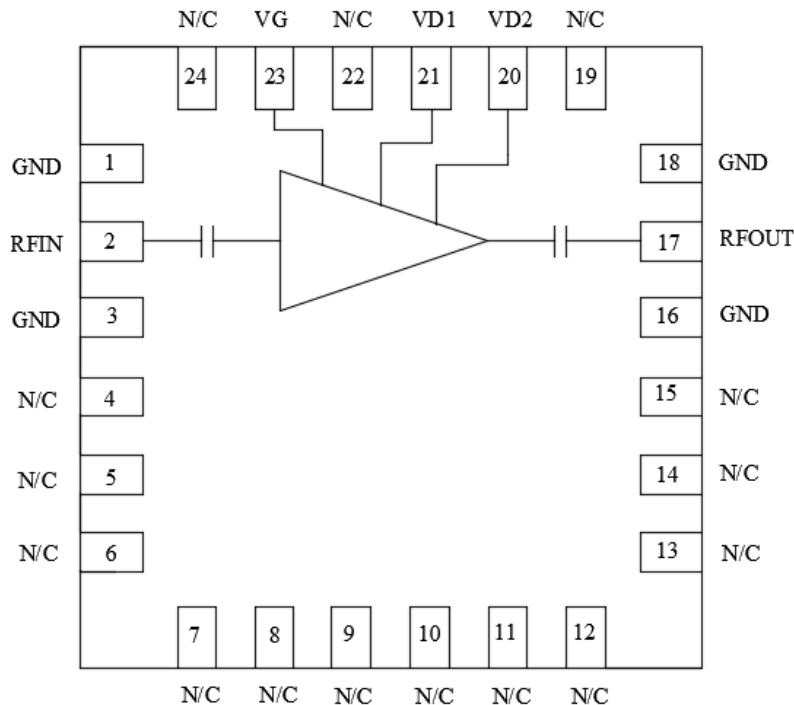 N/C VG N/C VD1 VD2 N/C
24 23 22 21 20 19
GND 1 18 GND
RFIN 2 17 RFOUT
GND 3 16 GND
N/C 4 15 N/C
N/C 5 14 N/C
N/C 6 13 N/C
7 8 9 10 11 12
N/C N/C N/C N/C N/C N/C